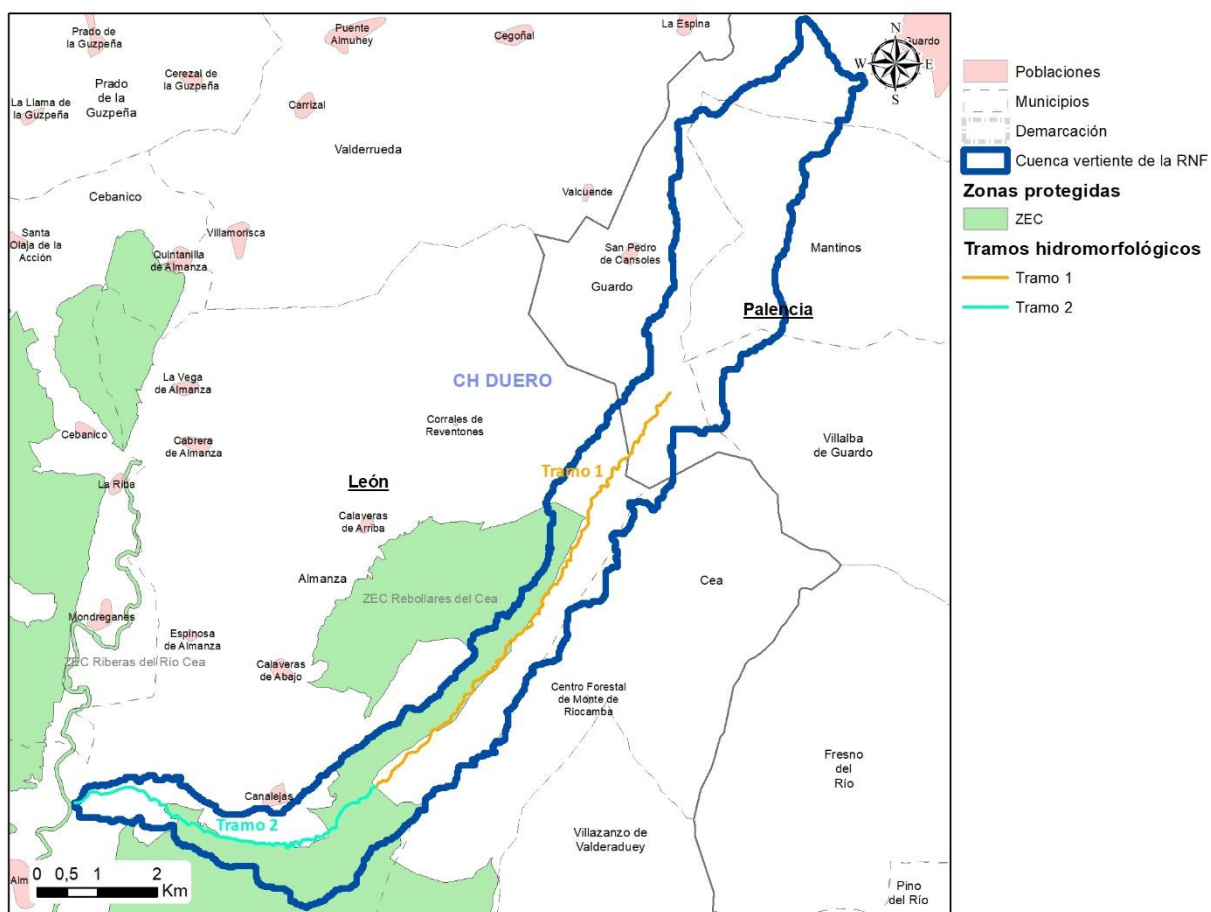 Prado de
la Guzpeña
Puente
Almuhey
Cegoñal
La Espina
Guardo
N
W
E
S
Cerezal de
la Guzpeña
Prado
de la
Guzpeña
La Llama de
la Guzpeña
Carrizal
Valderrueda
Cebanico
Valcuende
Santa
Olaja de la
Acción
Villamorisca
Quintanilla
de Almanza
San Pedro
de Cansoles
Guardo
Mantinos
Palencia
La Vega
de Almanza
CH DUERO
Corrales de
Reventones
Cebanico
Cabrera
de Almanza
Villalba
de Guardo
Tramo 1
León
La Riba
Calaveras
de Arriba
Almanza
ZEC Rebollares del Cea
Cea
Mondreganes
Espinosa
de Almanza
ZEC Riberas del Río Cea
Calaveras
de Abajo
Centro Forestal
de Monte de
Riocamba
Fresno
del
Río
Canalejas
Tramo 2
Villazanzo de
Valderaduey
Alm
0 0,5 1 2
Km
Pino
del Río
Poblaciones
Municipios
Demarcación
Cuenca vertiente de la RNF
Zonas protegidas
ZEC
Tramos hidromorfológicos
Tramo 1
Tramo 2